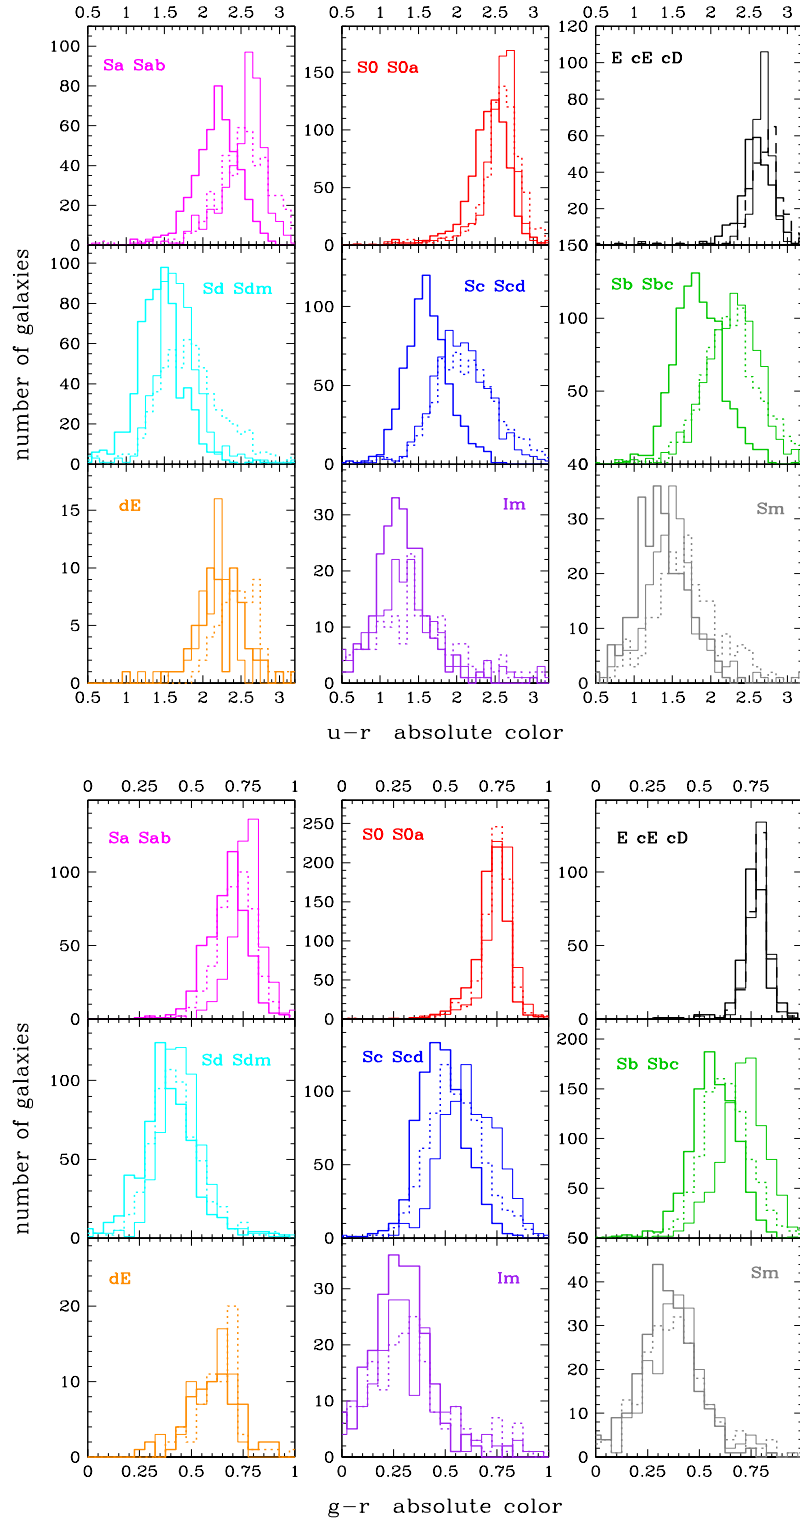 0.5 1 1.5 2 2.5 3 0.5 1 1.5 2 2.5 3 0.5 1 1.5 2 2.5 3
120
100 Sa Sab 150 S0 S0a 100 E cE cD
80 80
60 100 60
40 50 40
20 20
0 0 150
100 Sd Sdm 100 Sc Scd 100 Sb Sbc
80
60
40 50 50
20
0 0 40
15 dE 30 Im 30 Sm
10 20 20
5 10 10
0 0 0
0.5 1 1.5 2 2.5 3 0.5 1 1.5 2 2.5 3 0.5 1 1.5 2 2.5 3
number of galaxies
u−r absolute color
0 0.25 0.5 0.75 1 0 0.25 0.5 0.75 1 0 0.25 0.5 0.75
Sa Sab 250 S0 S0a E cE cD
100 200 100
150
50 100 50
50
0 0 0
Sd Sdm Sc Scd 200 Sb Sbc
100 100 150
50 50 100
50
0 0 50
20 dE 30 Im 40 Sm
30
10 20 20
10 10
0 0 0
0 0.25 0.5 0.75 1 0 0.25 0.5 0.75 1 0 0.25 0.5 0.75 1
number of galaxies
g−r absolute color